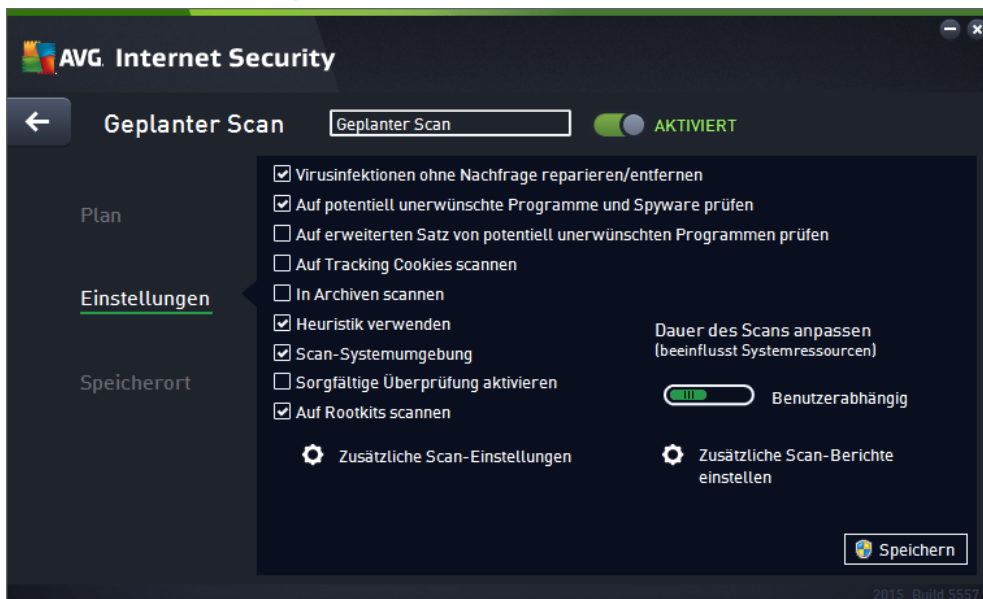 AVG. Internet Security
Geplanter Scan
Geplanter Scan
AKTIVIERT
Plan
Einstellungen
Speicherort
Virusinfektionen ohne Nachfrage reparieren/entfernen
Auf potentiell unerwünschte Programme und Spyware prüfen
Auf erweiterten Satz von potentiell unerwünschten Programmen prüfen
Auf Tracking Cookies scannen
In Archiven scannen
Heuristik verwenden
Scan-Systemumgebung
Sorgfältige Überprüfung aktivieren
Auf Rootkits scannen
Dauer des Scans anpassen
(beeinflusst Systemressourcen)
Benutzerabhängig
Zusätzliche Scan-Einstellungen
Zusätzliche Scan-Berichte
einstellen
Speichern
2015 Build 5557